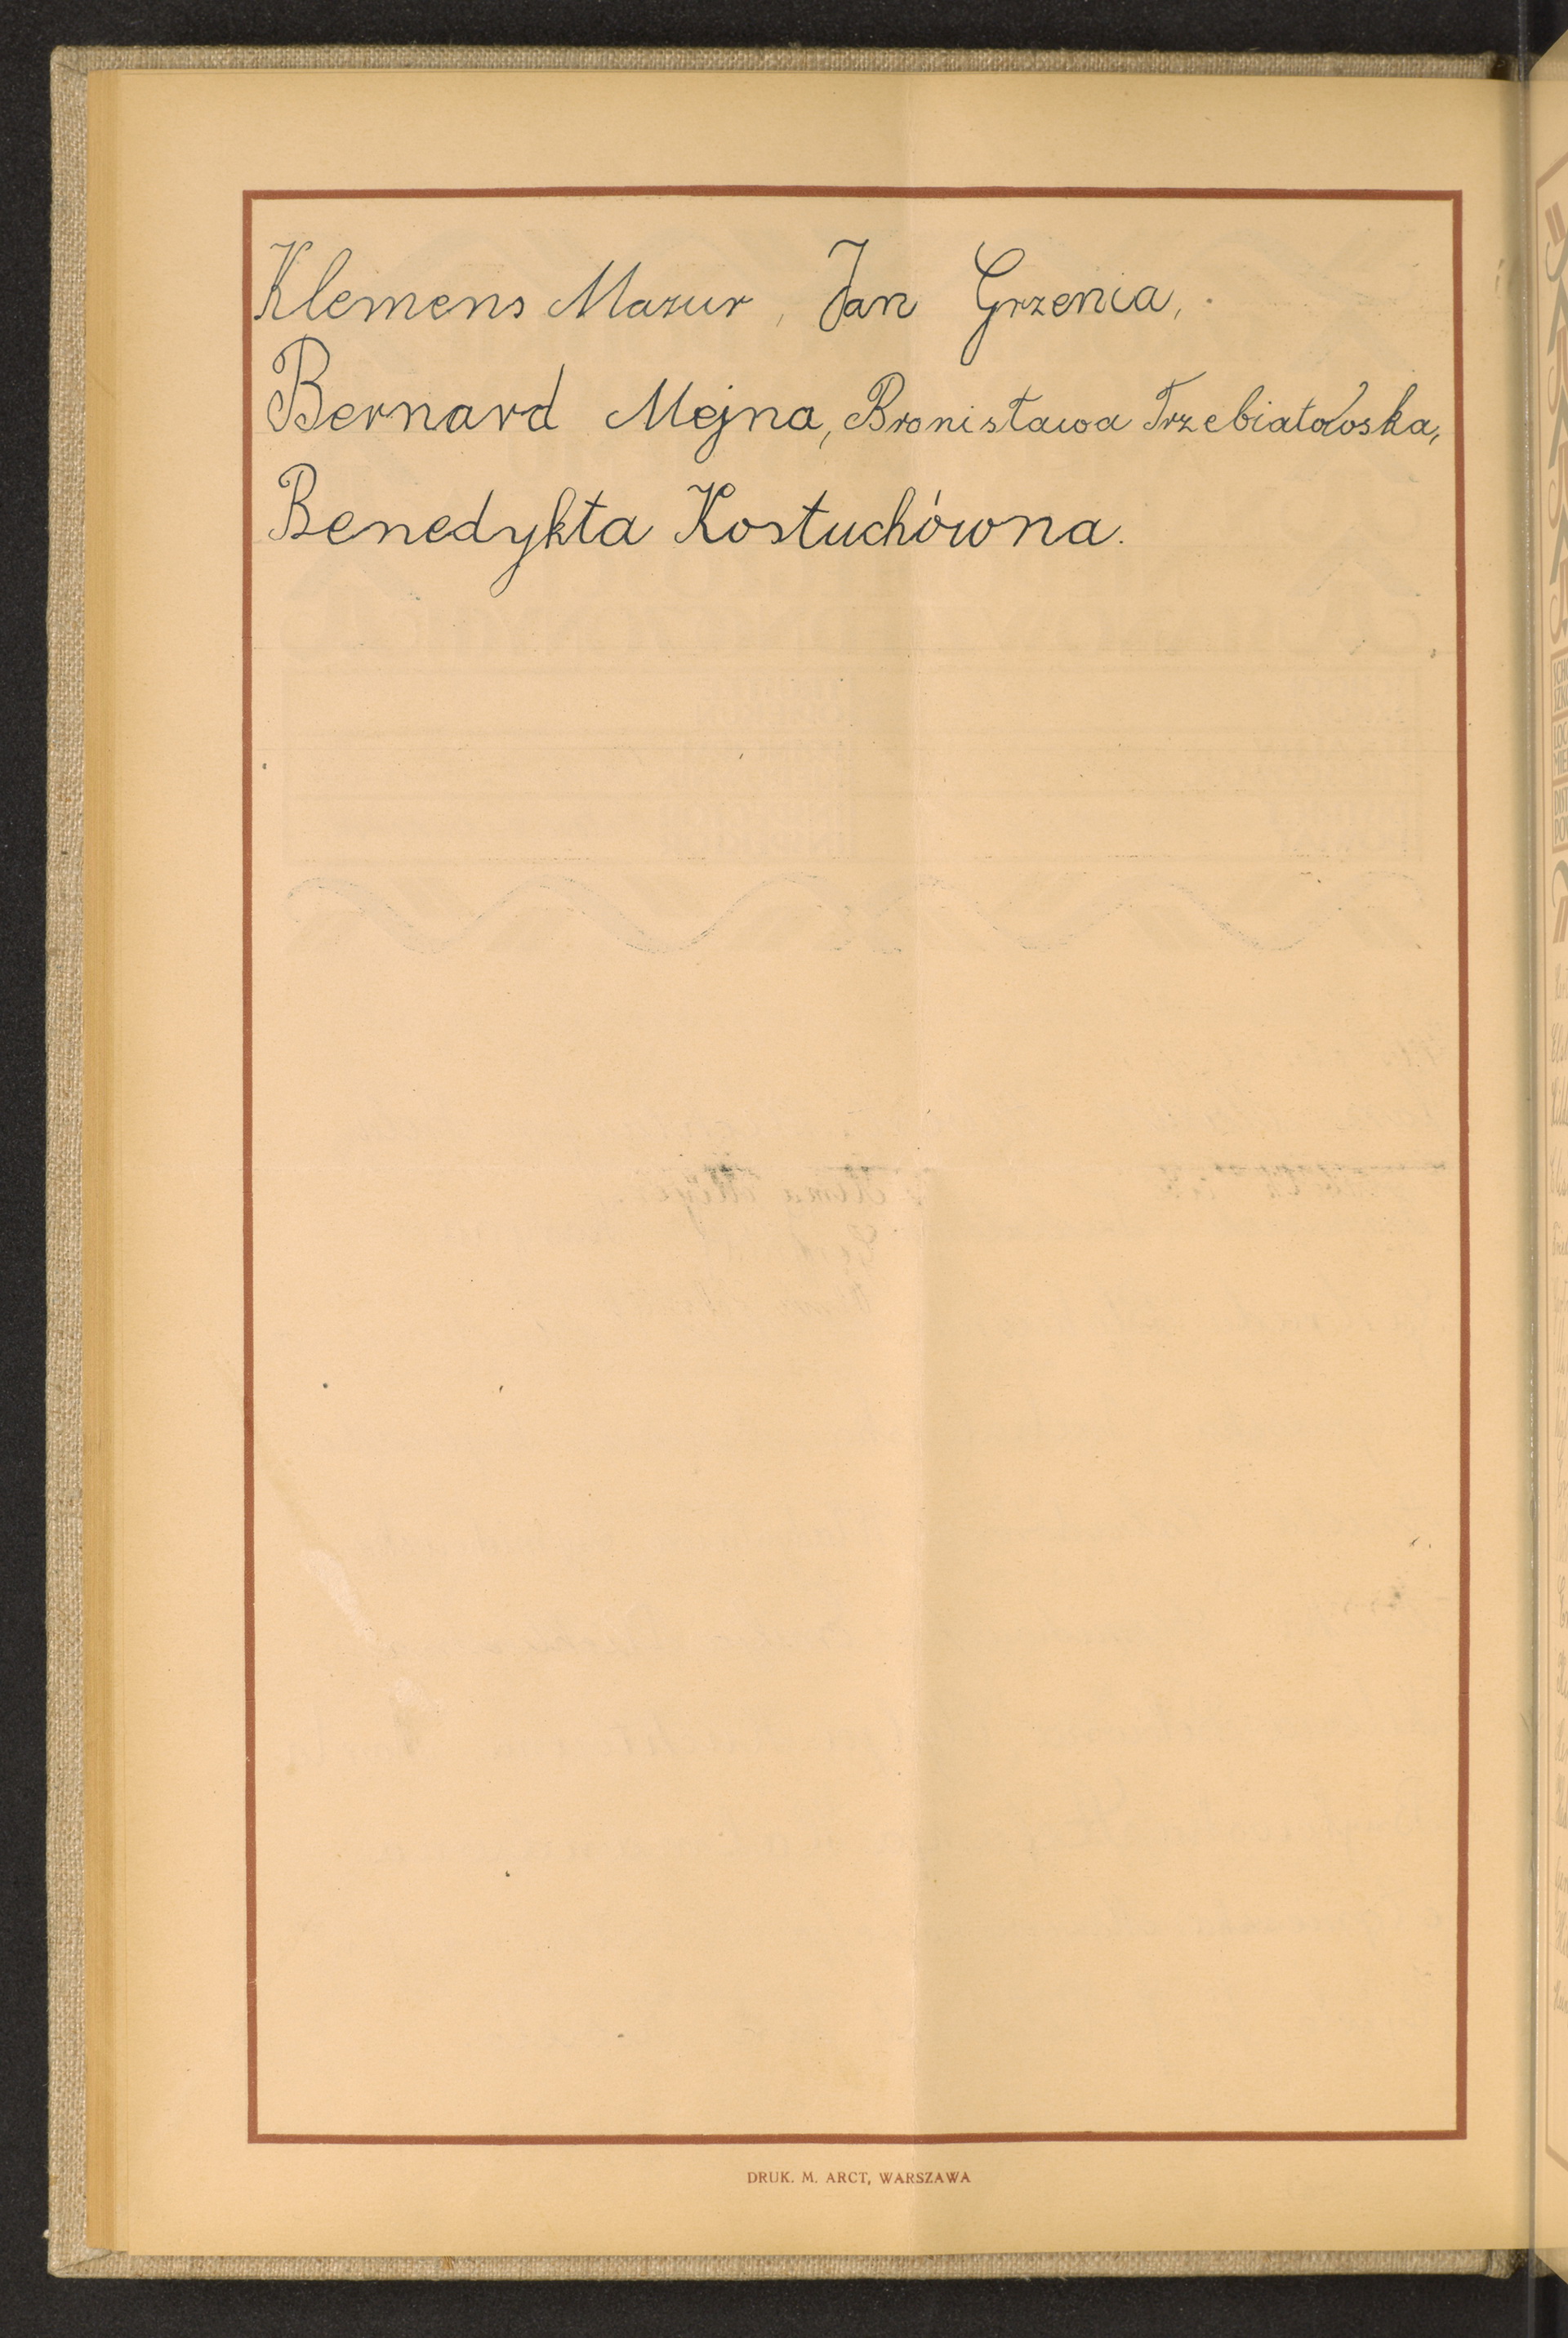 Klemens Mazur, Jan Grzenia,
Bernard Mejna, Bronisława Trzebiatowska,
Benedykta Kostuchówna.
DRUK. M. ARCT, WARSZAWA